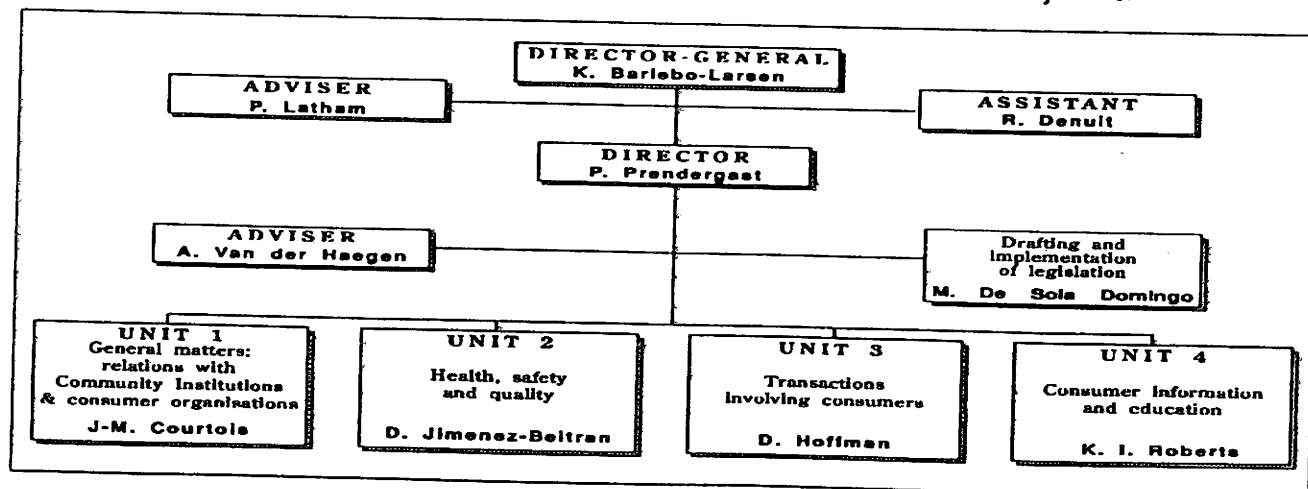 DIRECTOR-GENERAL
K. Barlebo-Larsen
ADVISER
P. Latham
ASSISTANT
R. Denuit
DIRECTOR
P. Prendergast
ADVISER
A. Van der Haegen
Drafting and
implementation
of legislation
M. De Sola Domingo
UNIT 1
General matters:
relations with
Community Institutions
& consumer organisations
J-M. Courtois
UNIT 2
Health, safety
and quality
D. Jimenez-Beltran
UNIT 3
Transactions
involving consumers
D. Hoffman
UNIT 4
Consumer Information
and education
K. I. Roberts